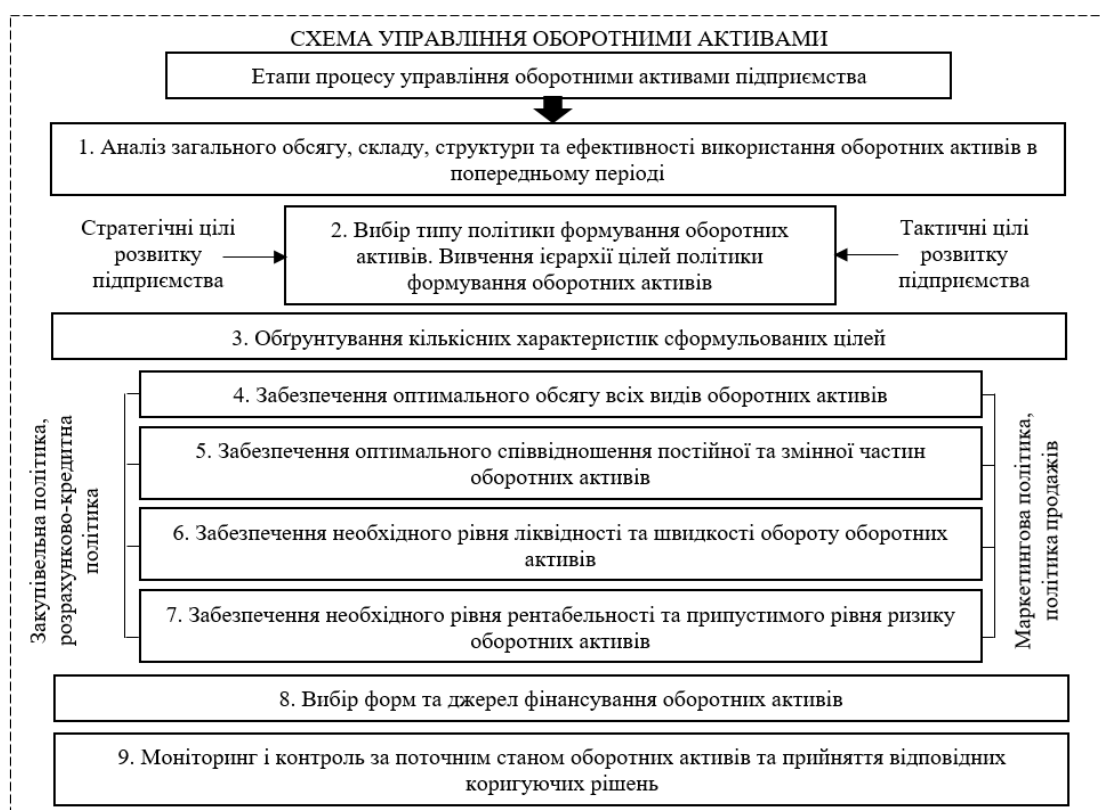 СХЕМА УПРАВЛІННЯ ОБОРОТНИМИ АКТИВАМИ
Етапи процесу управління оборотними активами підприємства
1. Аналіз загального обсягу, складу, структури та ефективності використання оборотних активів в
попередньому періоді
Стратегічні цілі
розвитку
підприємства
2. Вибір типу політики формування оборотних
активів. Вивчення ієрархії цілей політики
формування оборотних активів
Тактичні цілі
розвитку
підприємства
3. Обґрунтування кількісних характеристик сформульованих цілей
Закупівельна політика,
розрахунково-кредитна
політика
4. Забезпечення оптимального обсягу всіх видів оборотних активів
5. Забезпечення оптимального співвідношення постійної та змінної частин
оборотних активів
6. Забезпечення необхідного рівня ліквідності та швидкості обороту оборотних
активів
7. Забезпечення необхідного рівня рентабельності та припустимого рівня ризику
оборотних активів
Маркетингова політика,
політика продажів
8. Вибір форм та джерел фінансування оборотних активів
9. Моніторинг і контроль за поточним станом оборотних активів та прийняття відповідних
коригуючих рішень